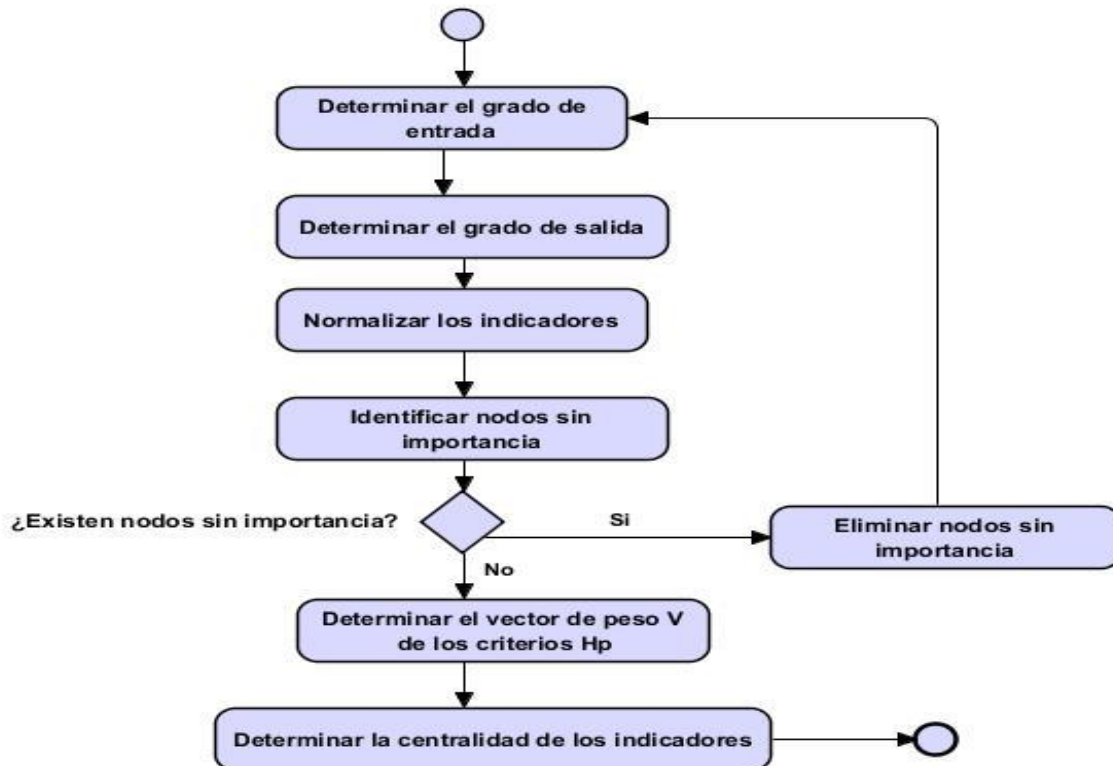 Determinar el grado de
entrada
Determinar el grado de salida
Normalizar los indicadores
Identificar nodos sin
importancia
¿Existen nodos sin importancia?
Si
Eliminar nodos sin
importancia
No
Determinar el vector de peso V
de los criterios Hp
Determinar la centralidad de los indicadores